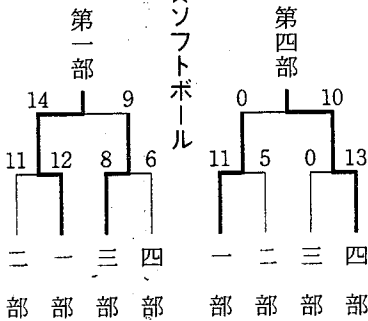 ソフトボール
第一部
14 9
11 12 8 6
二部 一部 三部 四部
第四部
0 10
11 5 0 13
一部 二部 三部 四部